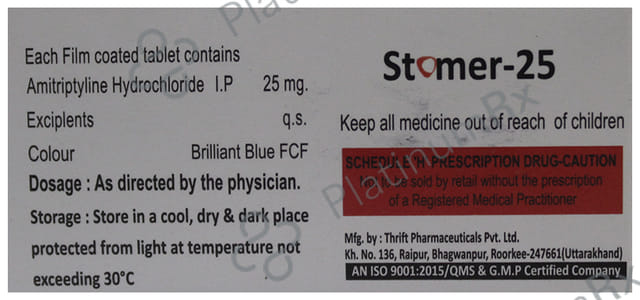 Each Film coated tablet contains
Amitriptyline Hydrochloride I.P 25 mg.
Excipients q.s.
Colour Brilliant Blue FCF
Dosage : As directed by the physician.
Storage : Store in a cool, dry & dark place
protected from light at temperature not
exceeding 30°C
Stomer-25
Keep all medicine out of reach of children
SCHEDULE H PRESCRIPTION DRUG-CAUTION
Not to be sold by retail without the prescription
of a Registered Medical Practitioner
Mfg. by : Thrift Pharmaceuticals Pvt. Ltd.
Kh. No. 136, Raipur, Bhagwanpur, Roorkee-247661(Uttarakhand)
AN ISO 9001:2015/QMS & G.M.P Certified Company
PlatinumRx